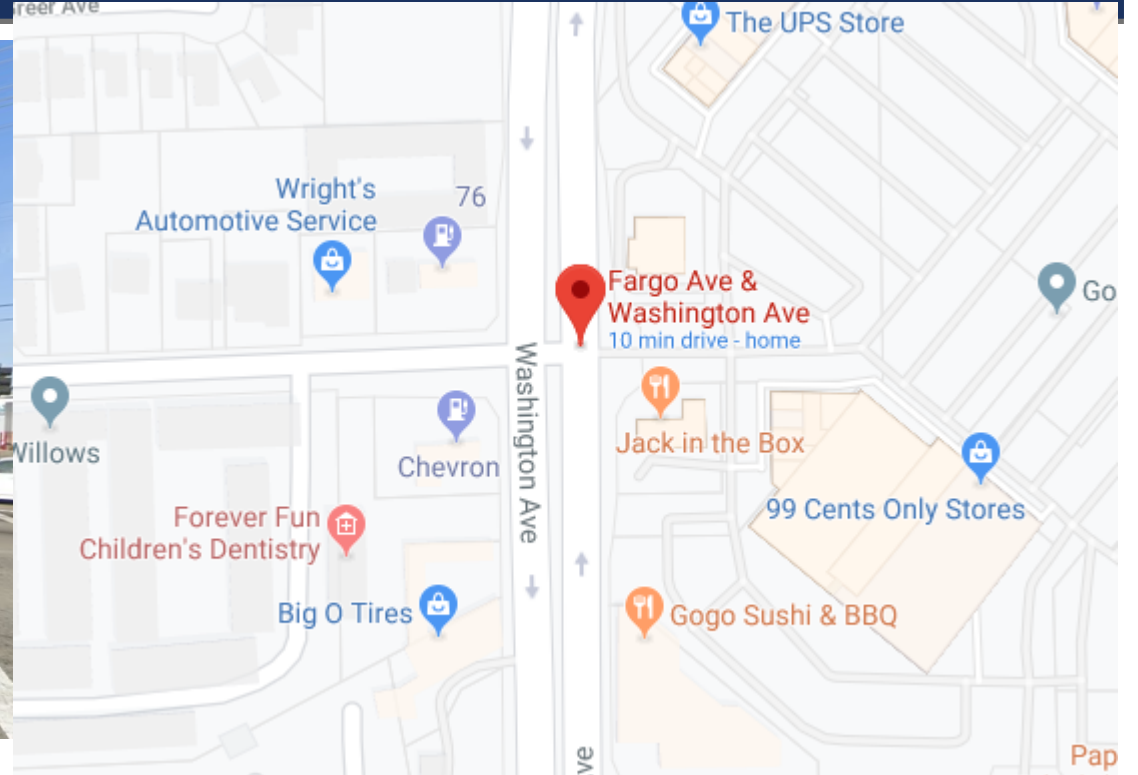 Greer Ave
The UPS Store
Wright's
Automotive Service
76
Fargo Ave &
Washington Ave
10 min drive - home
Go
Washington Ave
Willows
Jack in the Box
Chevron
99 Cents Only Stores
Forever Fun
Children's Dentistry
Big O Tires
Gogo Sushi & BBQ
ve
Pap